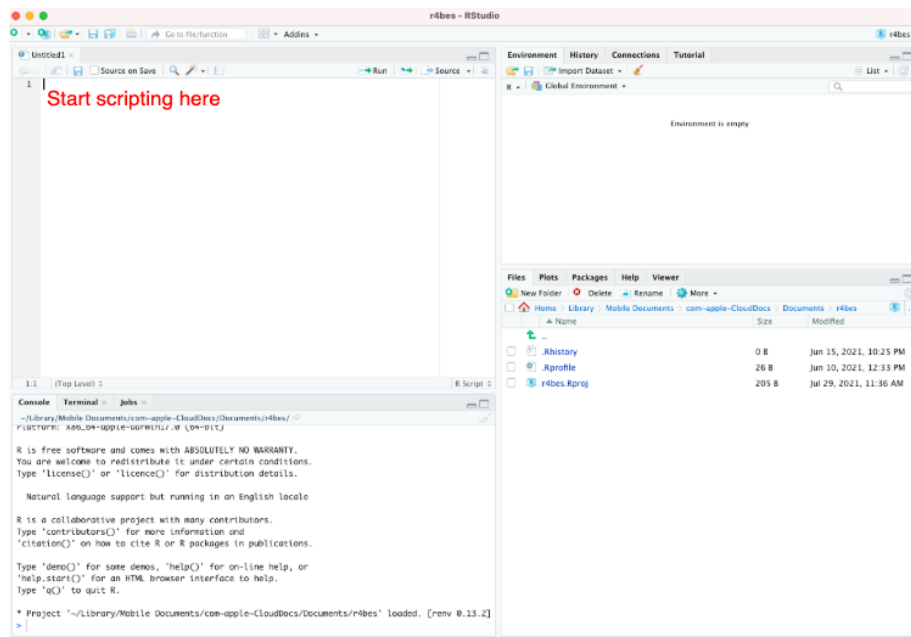 r4bes - RStudio
Go to file/function Addins r4bes
Untitled1
Source on Save Run Source
1
Start scripting here
1:1 (Top Level) R Script
Console Terminal Jobs
~/Library/Mobile Documents/com~apple~CloudDocs/Documents/r4bes/
Platform: x86_64-apple-darwin17.0 (64-bit)
R is free software and comes with ABSOLUTELY NO WARRANTY.
You are welcome to redistribute it under certain conditions.
Type 'license()' or 'licence()' for distribution details.
Natural language support but running in an English locale
R is a collaborative project with many contributors.
Type 'contributors()' for more information and
'citation()' on how to cite R or R packages in publications.
Type 'demo()' for some demos, 'help()' for on-line help, or
'help.start()' for an HTML browser interface to help.
Type 'q()' to quit R.
* Project '~/Library/Mobile Documents/com~apple~CloudDocs/Documents/r4bes' loaded. [renv 0.13.2]
>
Environment History Connections Tutorial
Import Dataset List
R Global Environment
Environment is empty
Files Plots Packages Help Viewer
New Folder Delete Rename More
Home Library Mobile Documents com~apple~CloudDocs Documents r4bes
Name Size Modified
..
.Rhistory 0 B Jun 15, 2021, 10:25 PM
.Rprofile 26 B Jun 10, 2021, 12:33 PM
r4bes.Rproj 205 B Jul 29, 2021, 11:36 AM